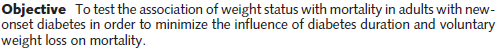 Objective To test the association of weight status with mortality in adults with new-
onset diabetes in order to minimize the influence of diabetes duration and voluntary
weight loss on mortality.